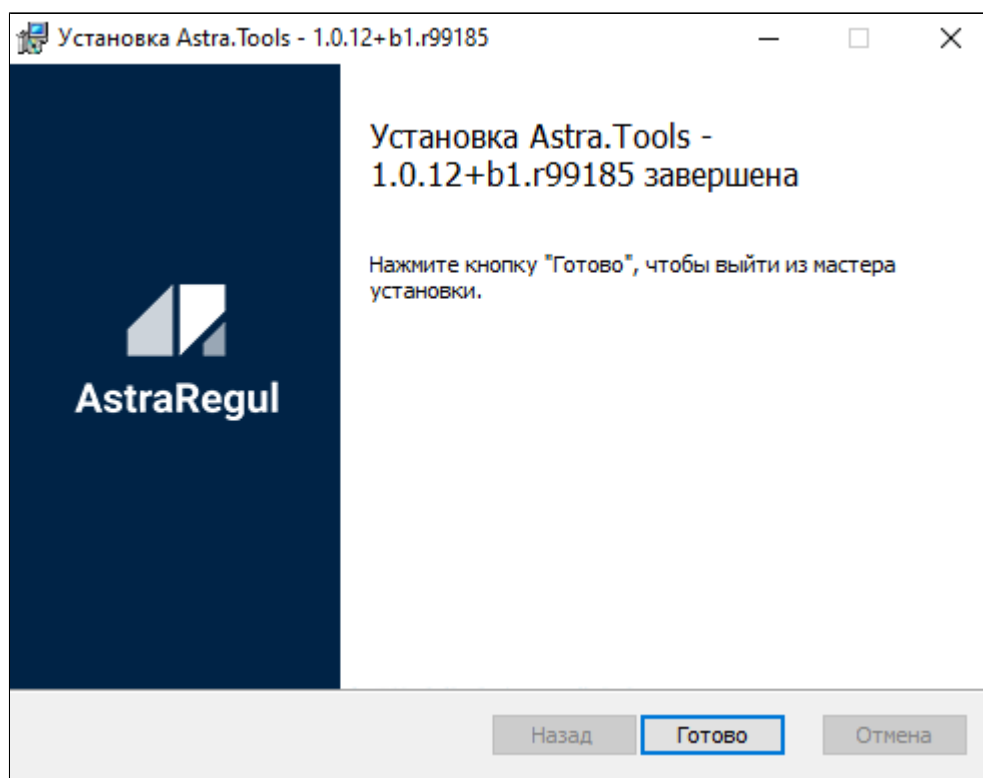 Установка Astra.Tools - 1.0.12+b1.r99185
Установка Astra.Tools -
1.0.12+b1.r99185 завершена
Нажмите кнопку "Готово", чтобы выйти из мастера
установки.
AstraRegul
Назад
Готово
Отмена